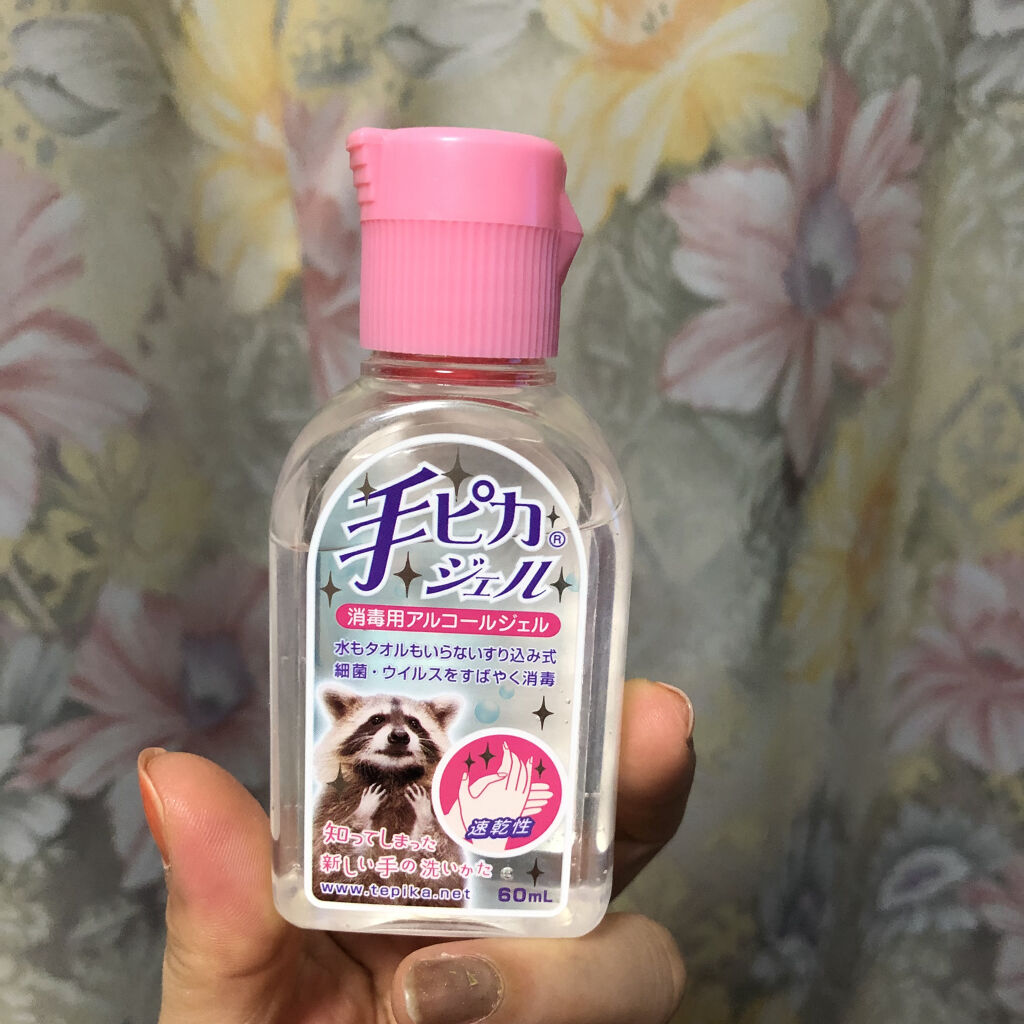 手ピカ®
ジェル
消毒用アルコールジェル
水もタオルもいらないすり込み式
細菌・ウイルスをすばやく消毒
速乾性
知ってしまった
新しい手の洗いかた
www.tepika.net
60mL